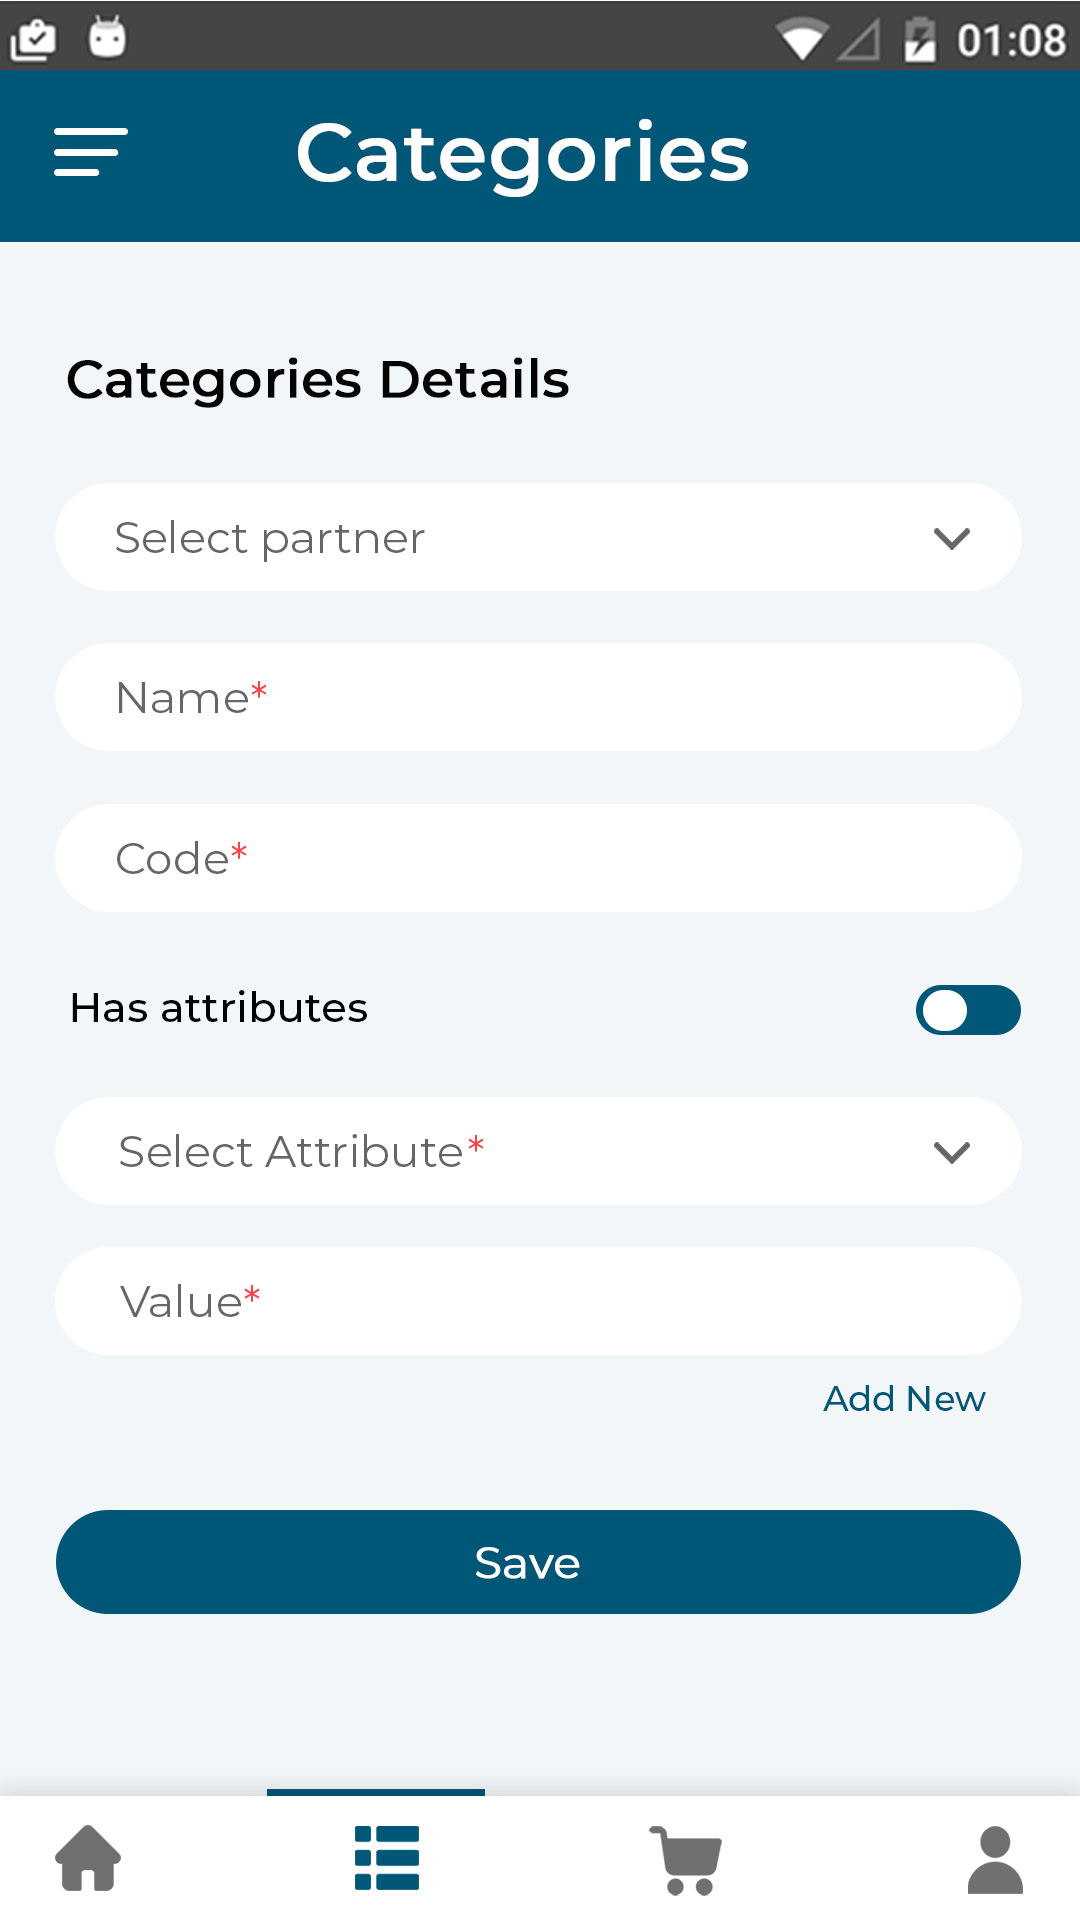 01:08
Categories
Categories Details
Select partner
Name*
Code*
Has attributes
Select Attribute*
Value*
Add New
Save